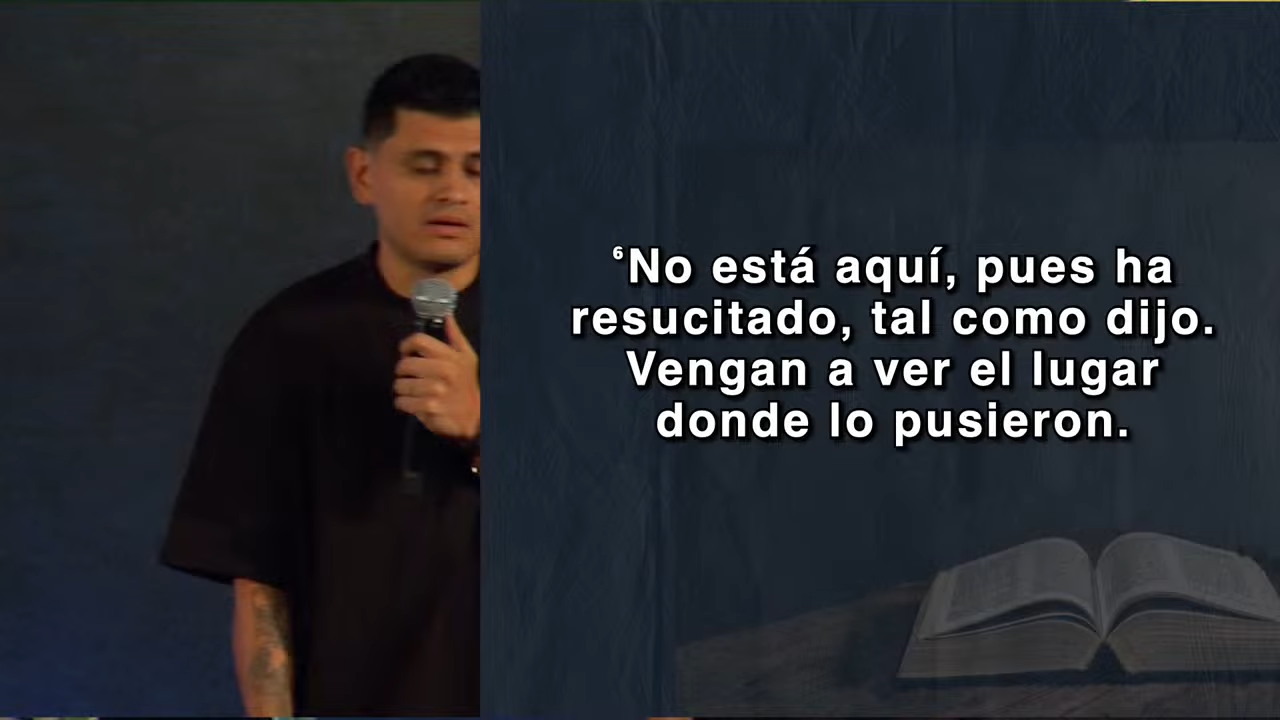 ⁶No está aquí, pues ha
resucitado, tal como dijo.
Vengan a ver el lugar
donde lo pusieron.